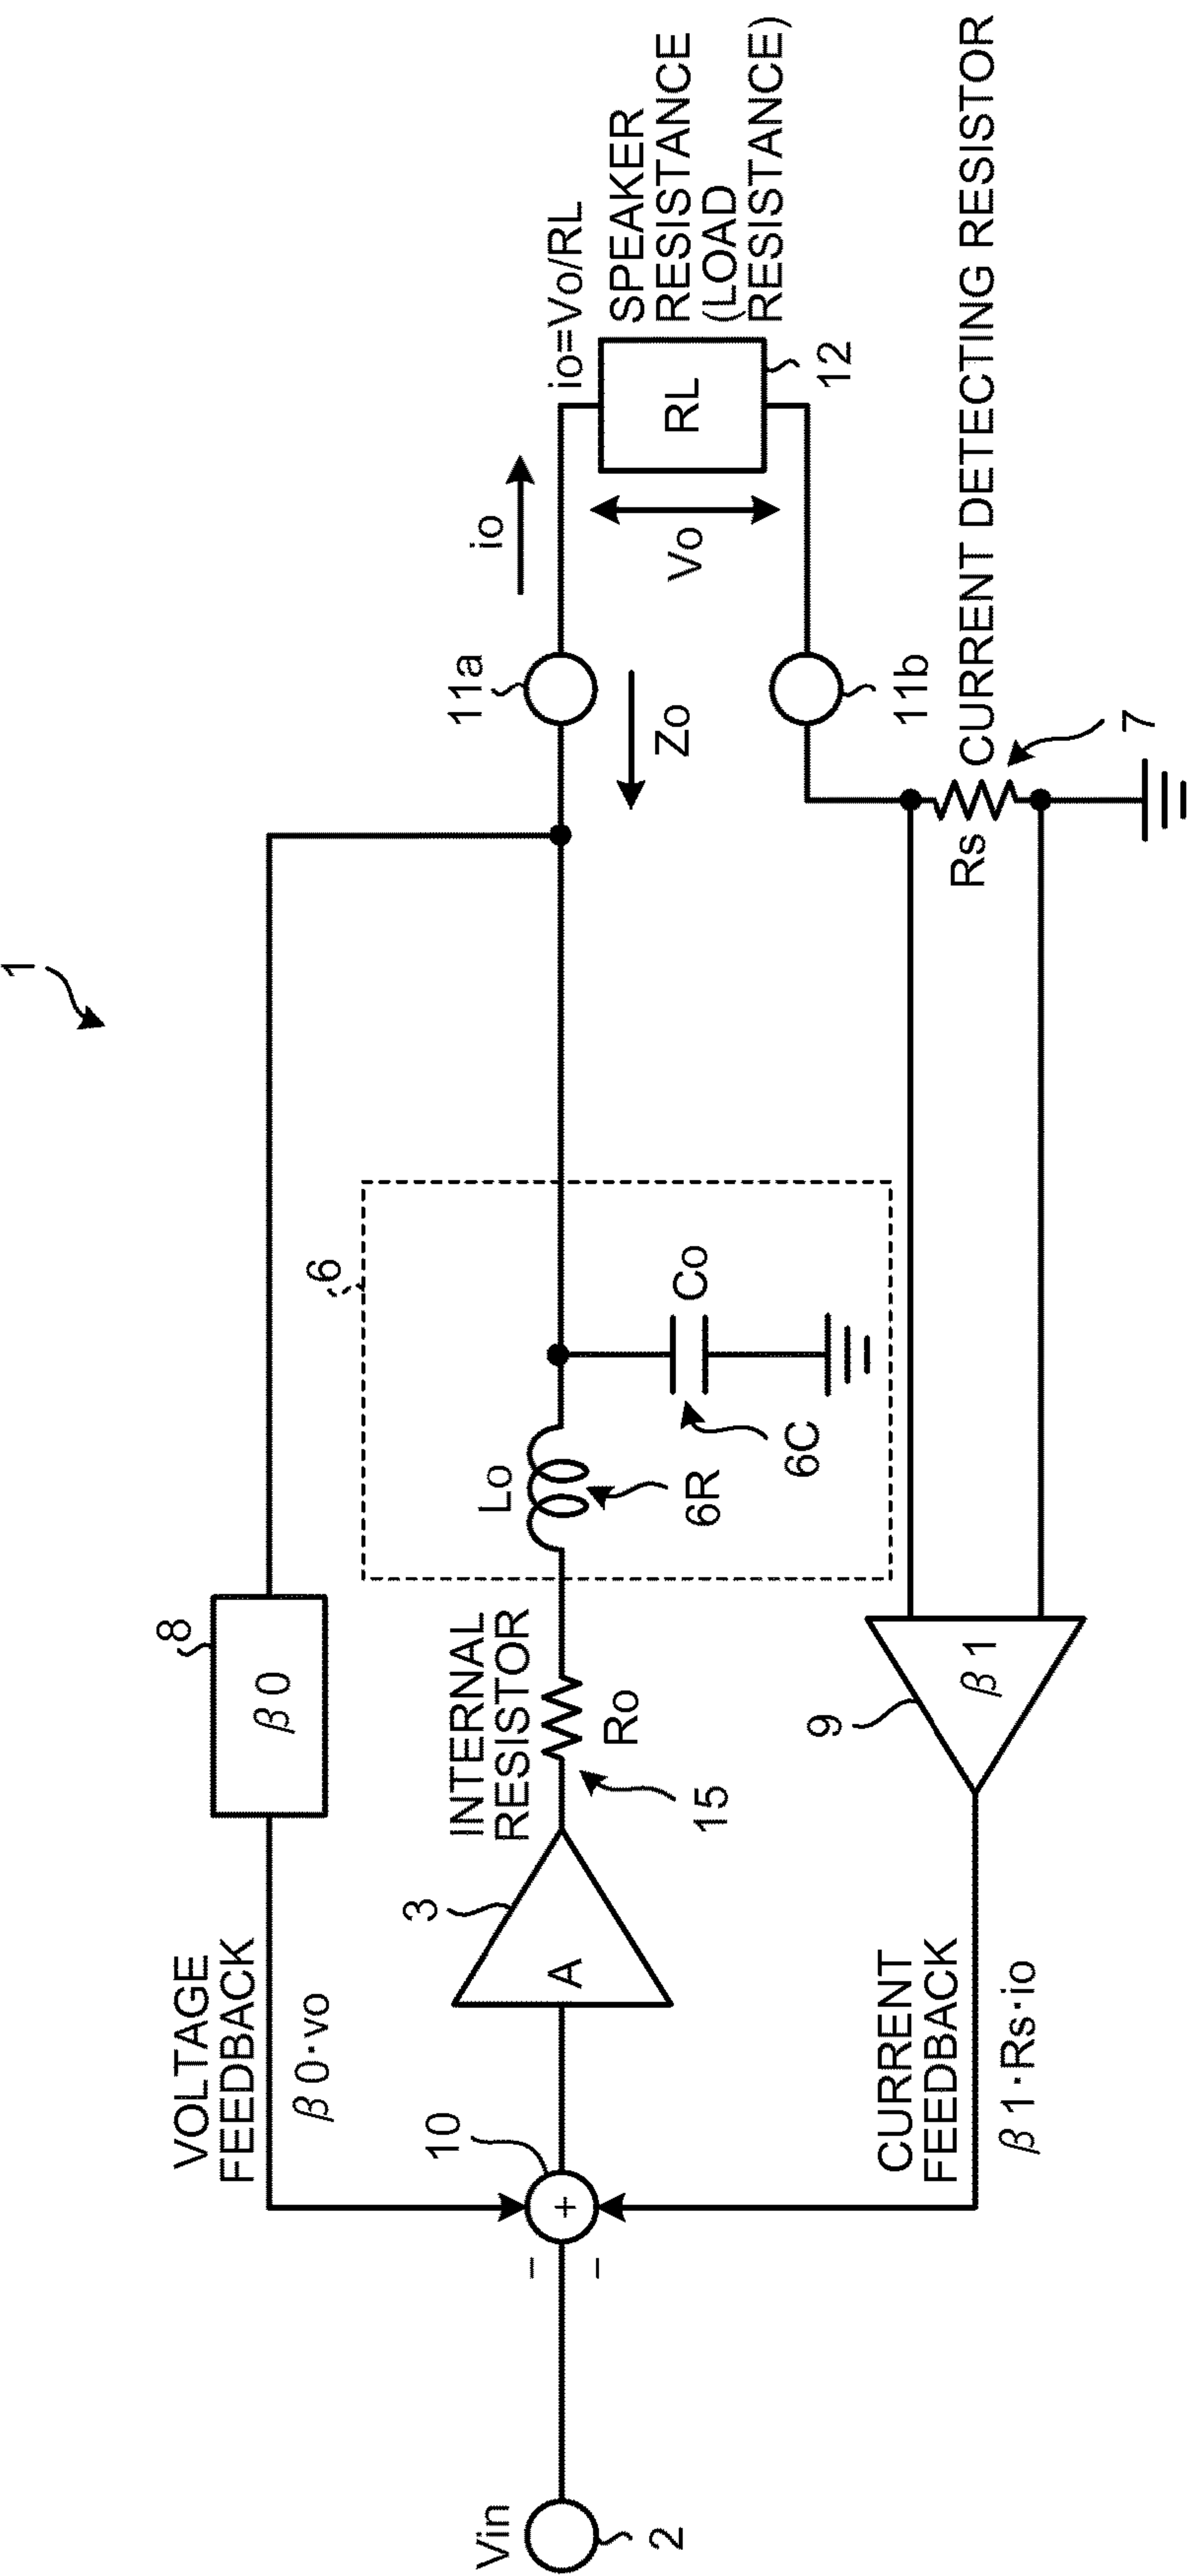 1
VOLTAGE
FEEDBACK
β0·vo
8
β0
Vin
2
10
+
−
−
3
A
INTERNAL
RESISTOR
Ro
15
6
Lo
6R
Co
6C
11a
io
Zo
io=Vo/RL
Vo
RL
12
SPEAKER
RESISTANCE
(LOAD
RESISTANCE)
11b
CURRENT
FEEDBACK
β1·Rs·io
9
β1
Rs
7
CURRENT DETECTING RESISTOR